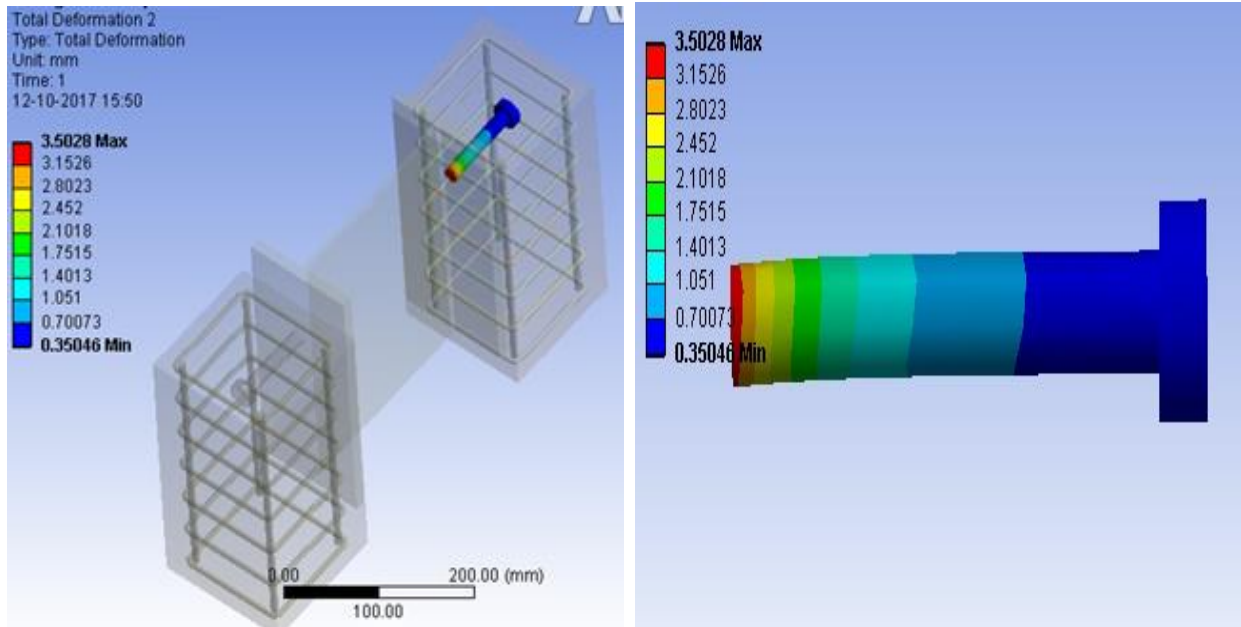 Total Deformation 2
Type: Total Deformation
Unit: mm
Time: 1
12-10-2017 15:50
3.5028 Max
3.1526
2.8023
2.452
2.1018
1.7515
1.4013
1.051
0.70073
0.35046 Min
0.00
200.00 (mm)
100.00
3.5028 Max
3.1526
2.8023
2.452
2.1018
1.7515
1.4013
1.051
0.70073
0.35046 Min